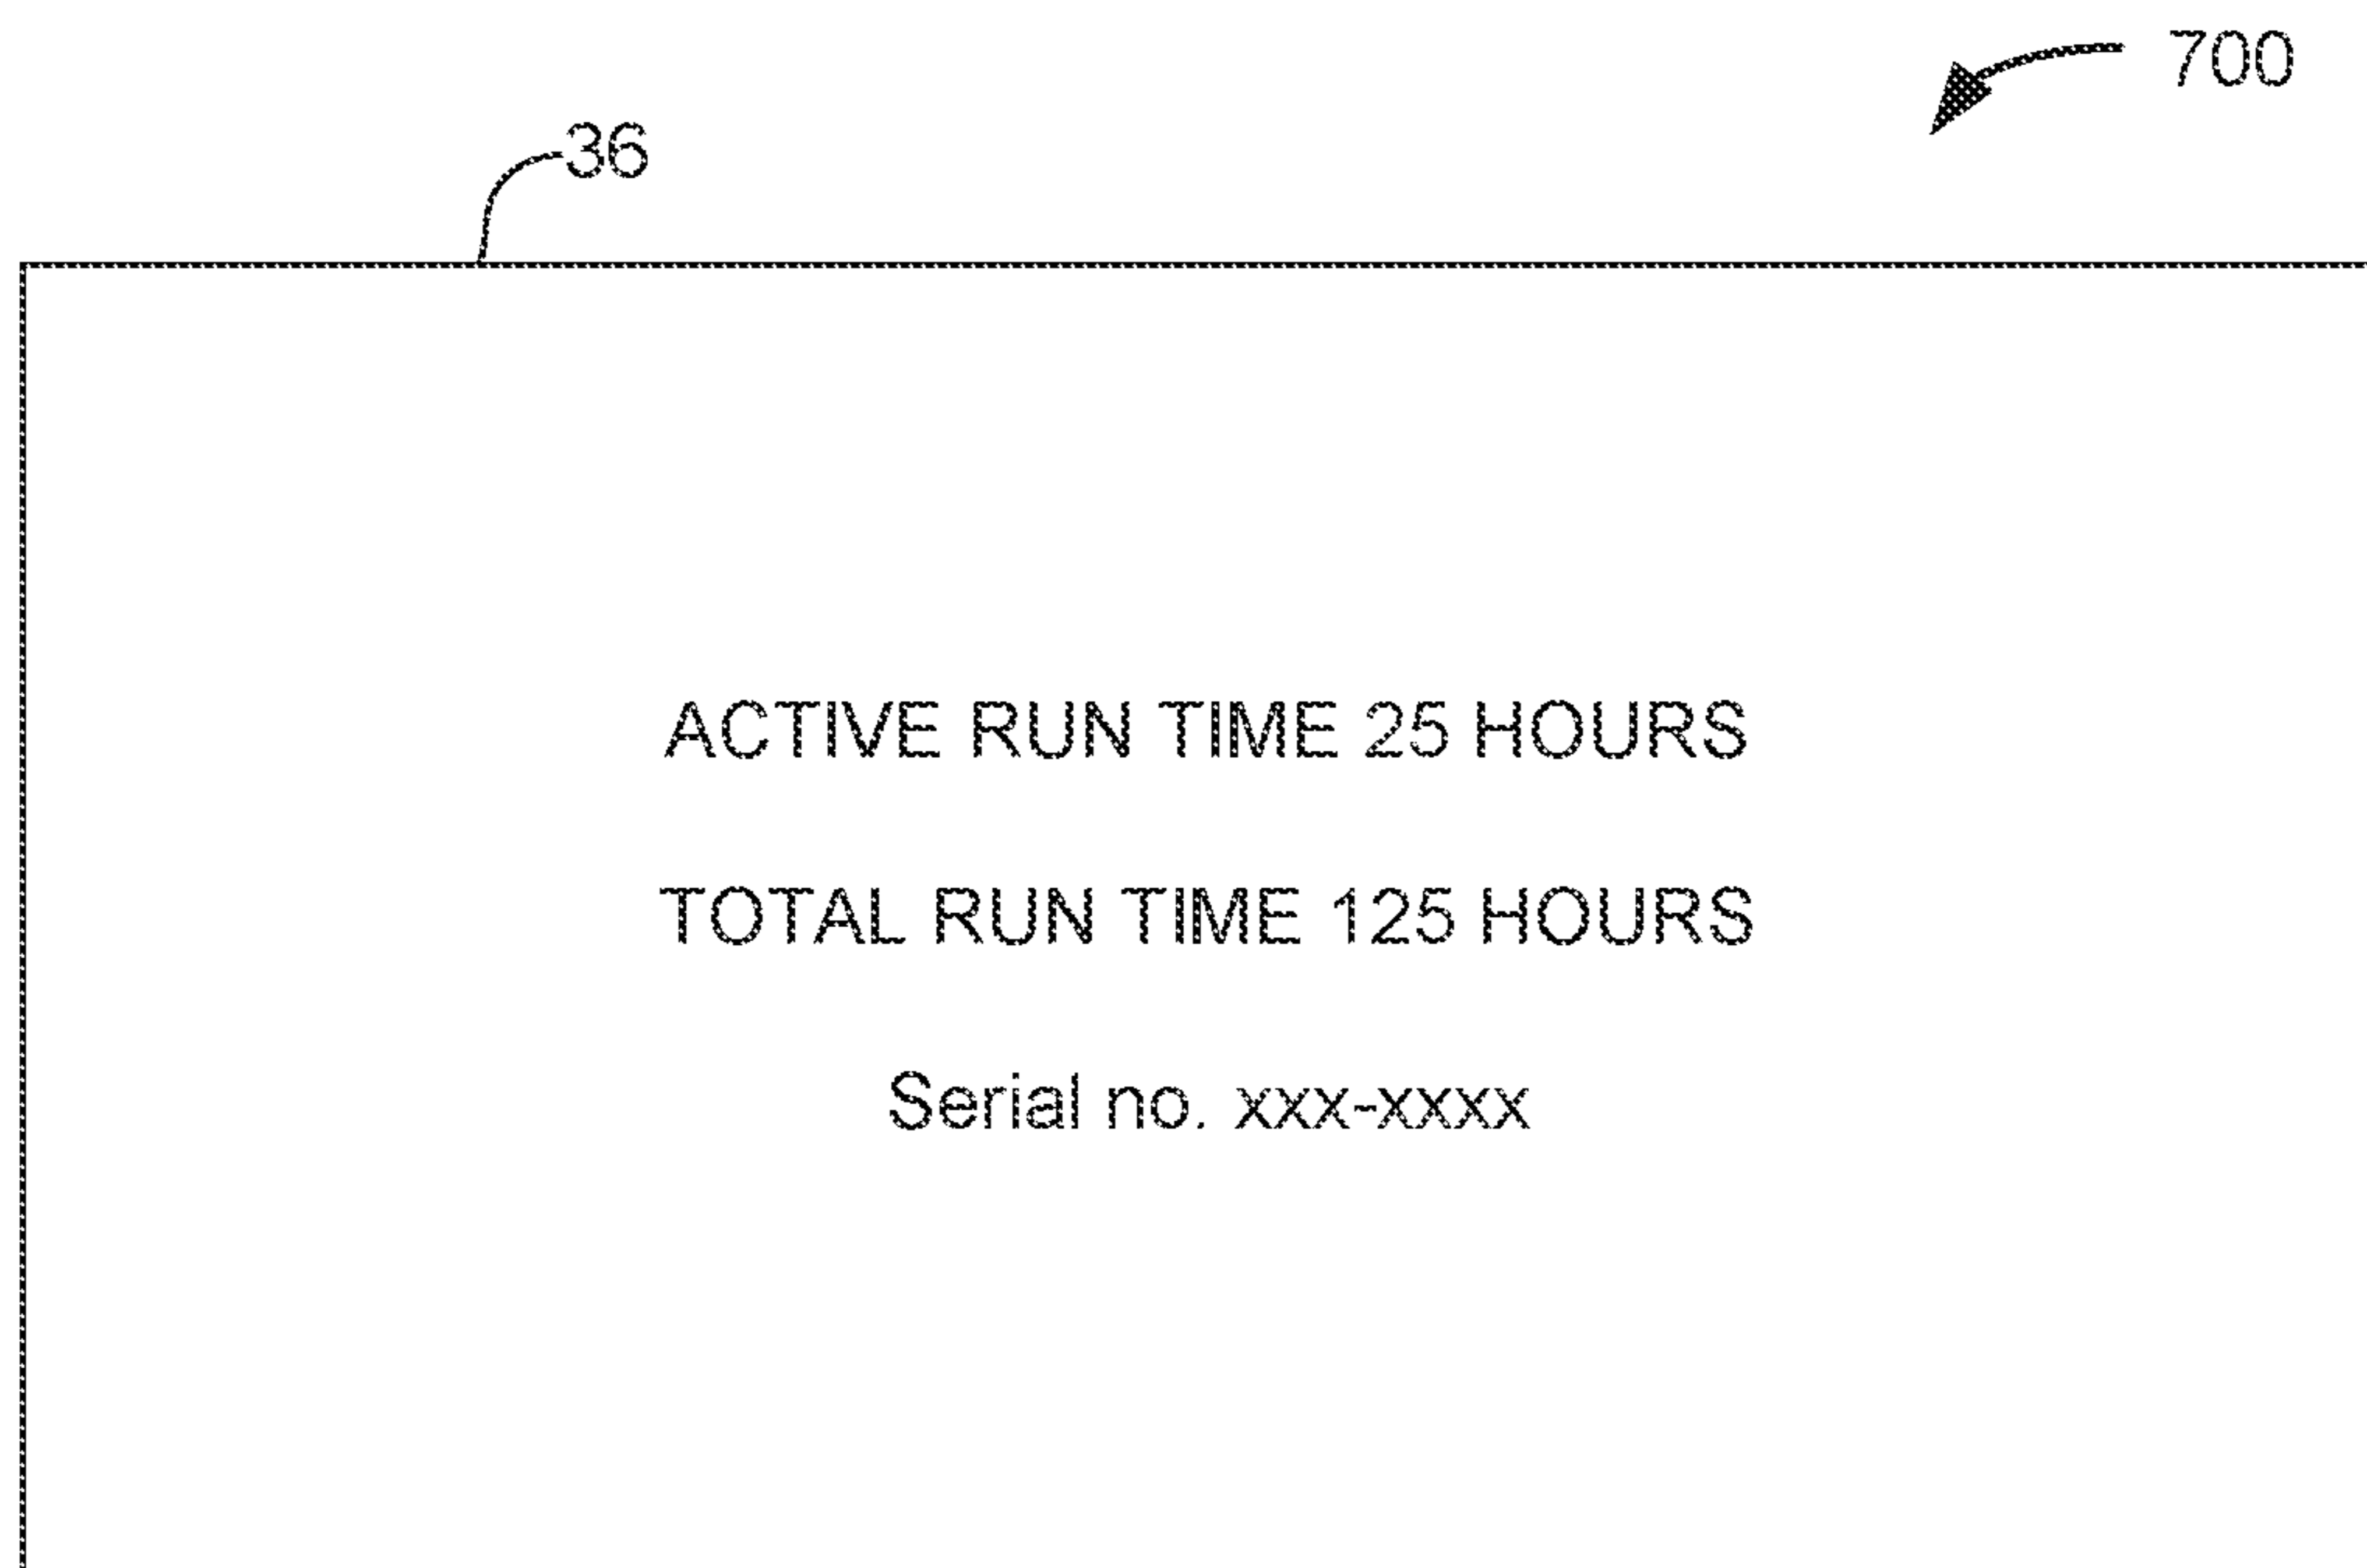 700
36
ACTIVE RUN TIME 25 HOURS
TOTAL RUN TIME 125 HOURS
Serial no. xxx-xxxx